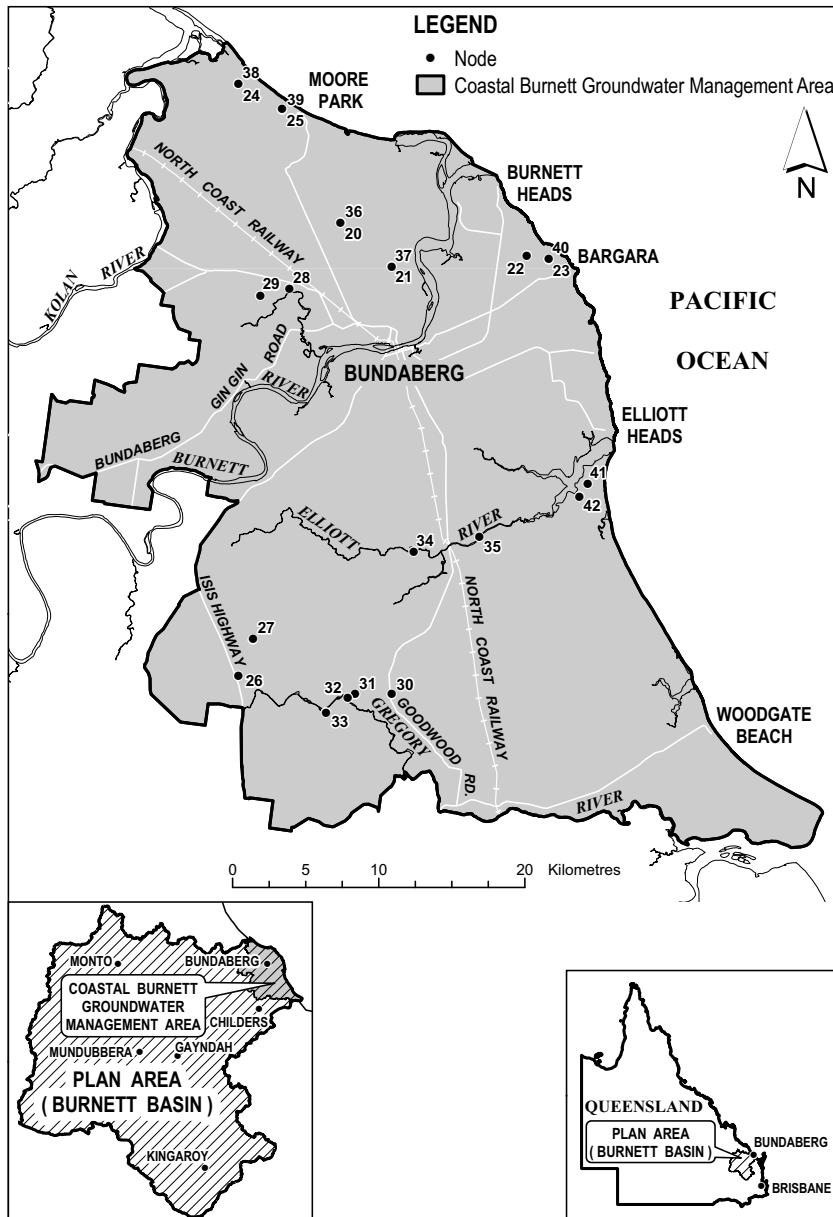 LEGEND
Node
Coastal Burnett Groundwater Management Area
38
24
39
25
MOORE
PARK
N
NORTH COAST RAILWAY
BURNETT
HEADS
36
20
37
21
22
40
23
BARGARA
KOLAN
RIVER
29
28
PACIFIC
OCEAN
GIN GIN
ROAD
RIVER
BUNDABERG
BUNDABERG
BURNETT
ELLIOTT
HEADS
41
42
ELLIOTT
RIVER
34
35
ISIS HIGHWAY
27
26
NORTH COAST RAILWAY
32
31
30
33
GREGORY
GOODWOOD
RD.
RIVER
WOODGATE
BEACH
0
5
10
20
Kilometres
MONTO
BUNDABERG
COASTAL BURNETT
GROUNDWATER
MANAGEMENT AREA
CHILDERS
MUNDUBBERA
GAYNDAH
PLAN AREA
( BURNETT BASIN )
KINGAROY
QUEENSLAND
PLAN AREA
( BURNETT BASIN )
BUNDABERG
BRISBANE